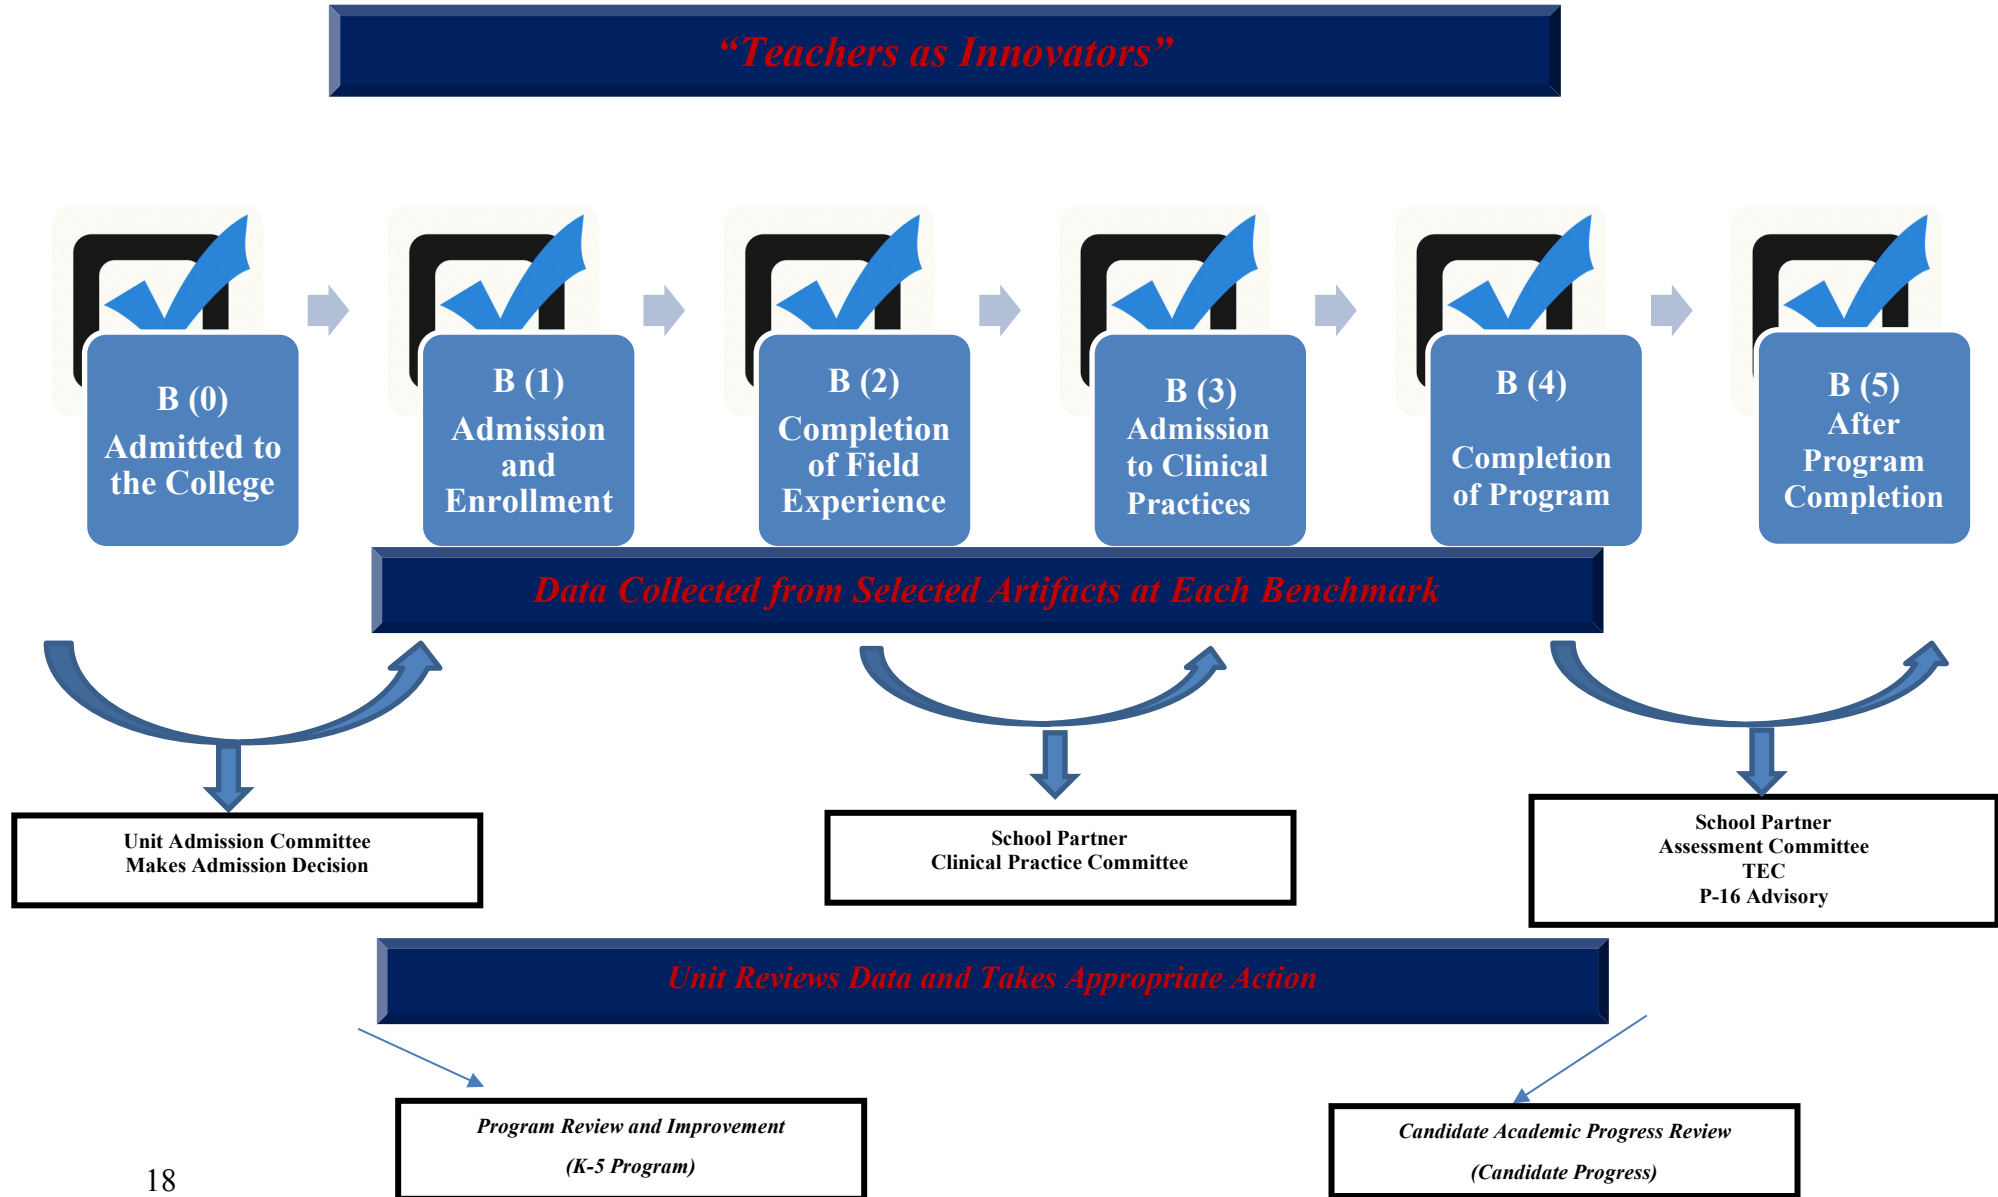 “Teachers as Innovators”
B (0)
Admitted to
the College
B (1)
Admission
and
Enrollment
B (2)
Completion
of Field
Experience
B (3)
Admission
to Clinical
Practices
B (4)
Completion
of Program
B (5)
After
Program
Completion
Data Collected from Selected Artifacts at Each Benchmark
Unit Admission Committee
Makes Admission Decision
School Partner
Clinical Practice Committee
School Partner
Assessment Committee
TEC
P-16 Advisory
Unit Reviews Data and Takes Appropriate Action
Program Review and Improvement
(K-5 Program)
Candidate Academic Progress Review
(Candidate Progress)
18